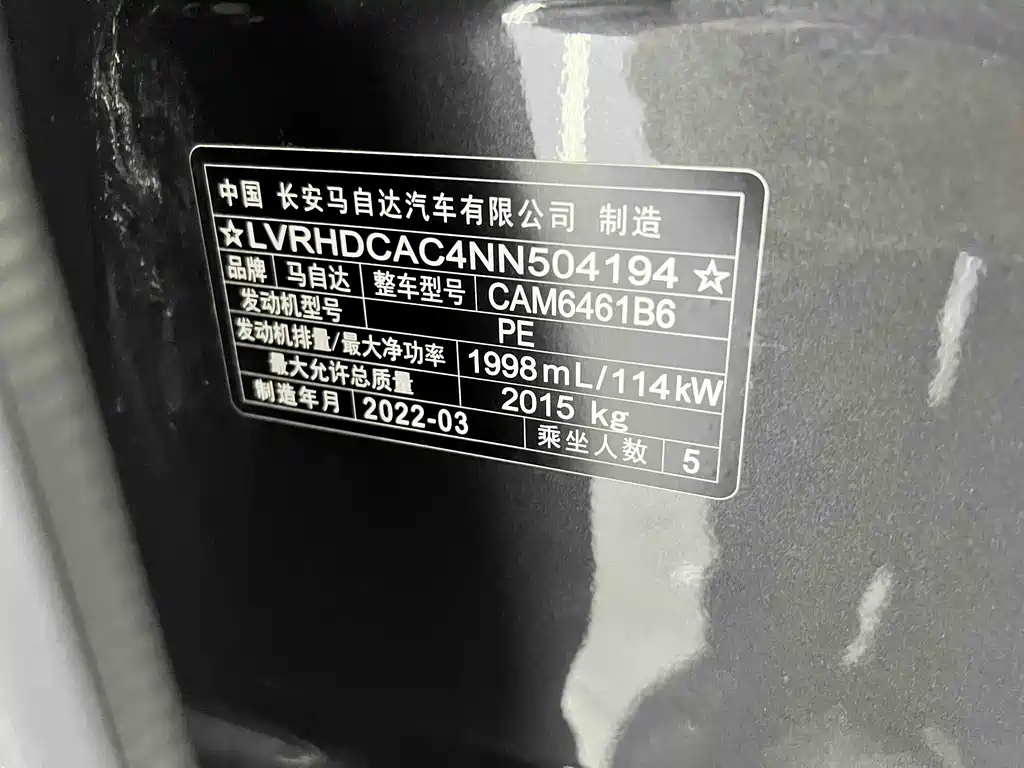 中国 长安马自达汽车有限公司 制造
☆LVRHDCAC4NN504194☆
品牌 马自达 整车型号 CAM6461B6
发动机型号 PE
发动机排量/最大净功率 1998mL/114kW
最大允许总质量 2015 kg
制造年月 2022-03 乘坐人数 5